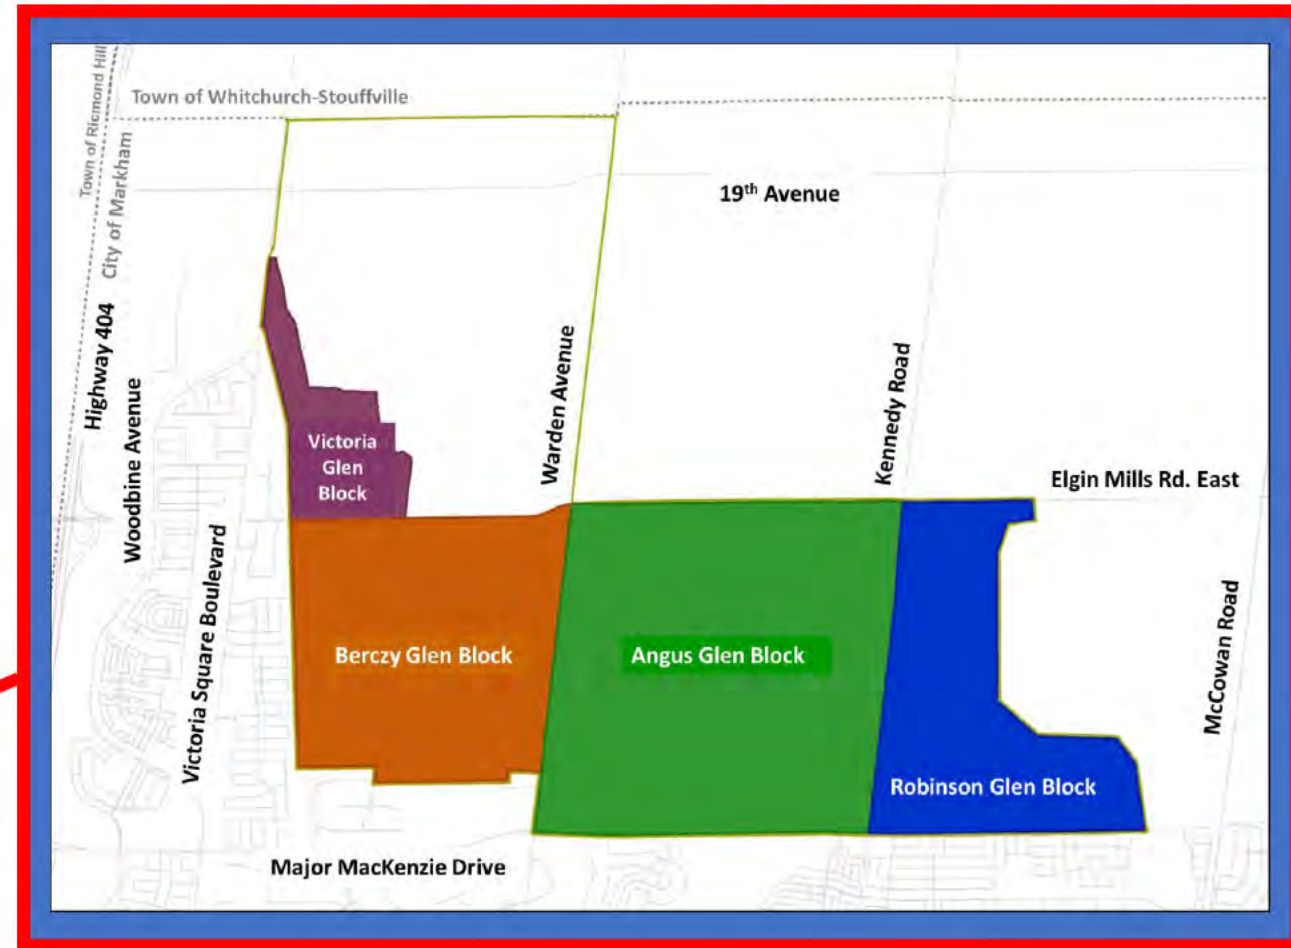 Town of Richmond Hill
Town of Whitchurch-Stouffville
City of Markham
19th Avenue
Highway 404
Woodbine Avenue
Warden Avenue
Kennedy Road
Victoria
Glen
Block
Elgin Mills Rd. East
Victoria Square Boulevard
Berczy Glen Block
Angus Glen Block
McCowan Road
Robinson Glen Block
Major MacKenzie Drive